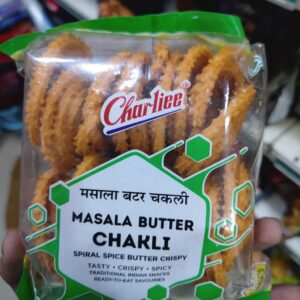 Charliee
मसाला बटर चकली
MASALA BUTTER
CHAKLI
SPIRAL SPICE BUTTER CRISPY
TASTY • CRISPY • SPICY
TRADITIONAL INDIAN SNACKS
READY-TO-EAT SAVOURIES
Charliee